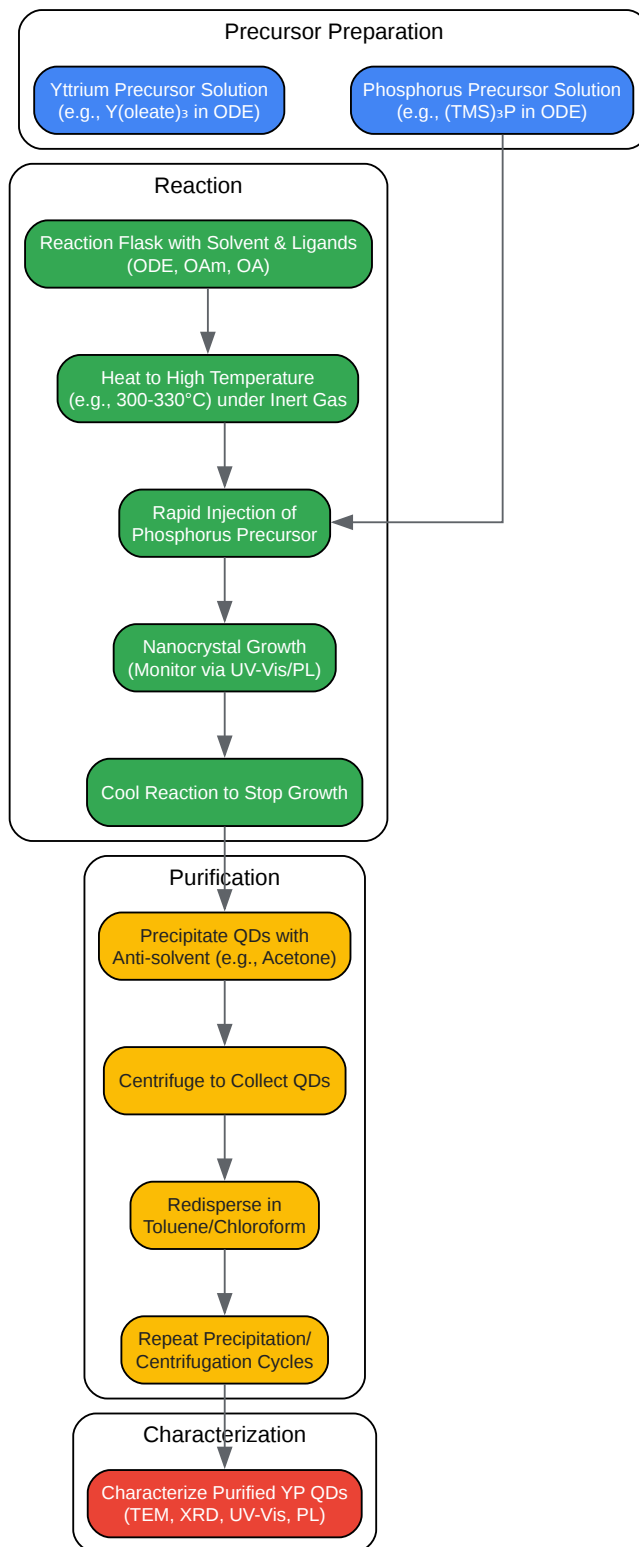 Precursor Preparation
Yttrium Precursor Solution
(e.g., Y(oleate)₃ in ODE)
Phosphorus Precursor Solution
(e.g., (TMS)₃P in ODE)
Reaction
Reaction Flask with Solvent & Ligands
(ODE, OAm, OA)
Heat to High Temperature
(e.g., 300-330°C) under Inert Gas
Rapid Injection of
Phosphorus Precursor
Nanocrystal Growth
(Monitor via UV-Vis/PL)
Cool Reaction to Stop Growth
Purification
Precipitate QDs with
Anti-solvent (e.g., Acetone)
Centrifuge to Collect QDs
Redisperse in
Toluene/Chloroform
Repeat Precipitation/
Centrifugation Cycles
Characterization
Characterize Purified YP QDs
(TEM, XRD, UV-Vis, PL)